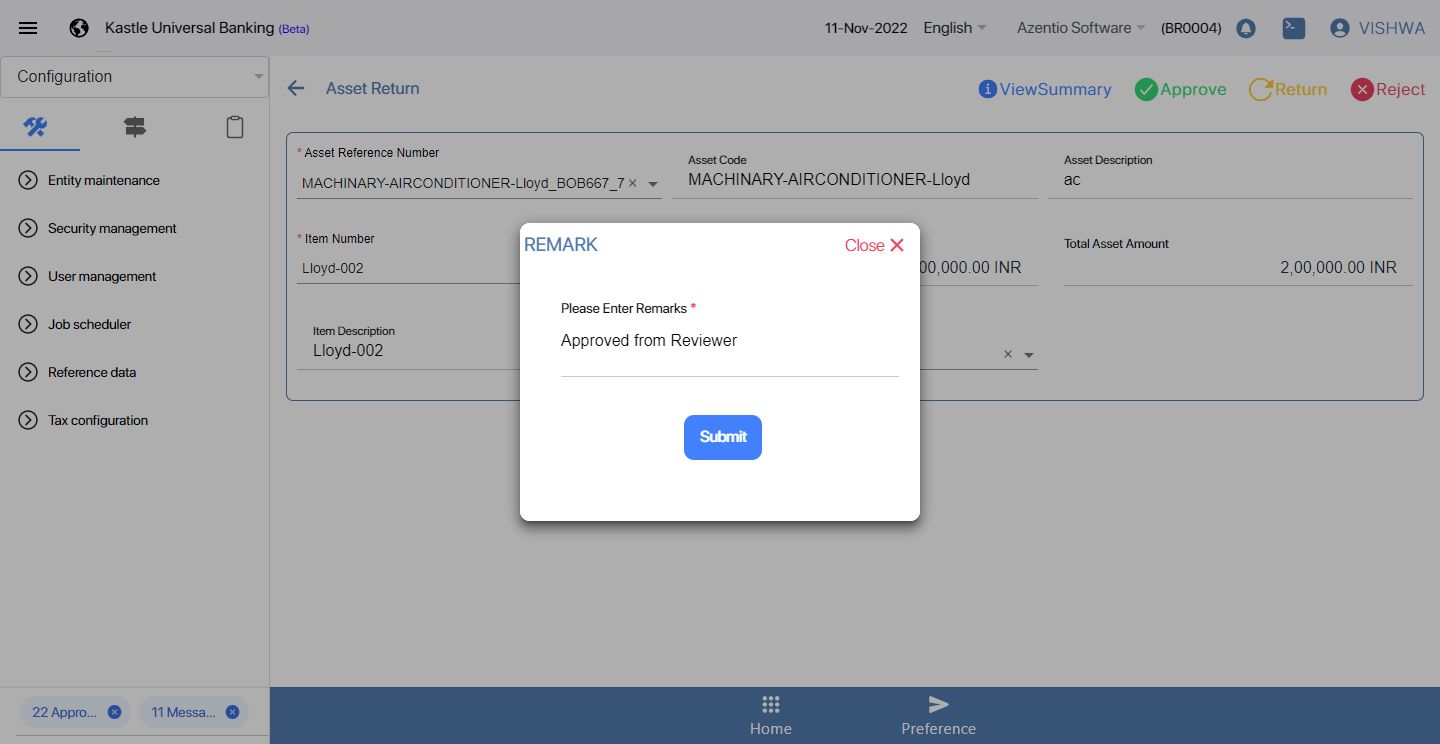 Kastle Universal Banking (Beta)
11-Nov-2022 English Azentio Software (BR0004) VISHWA
Configuration
Asset Return
ViewSummary Approve Return Reject
Entity maintenance
Security management
User management
Job scheduler
Reference data
Tax configuration
* Asset Reference Number
MACHINARY-AIRCONDITIONER-Lloyd_BOB667_7 ×
Asset Code
MACHINARY-AIRCONDITIONER-Lloyd
Asset Description
ac
* Item Number
Lloyd-002
00,000.00 INR
Total Asset Amount
2,00,000.00 INR
Item Description
Lloyd-002
×
REMARK
Close ×
Please Enter Remarks *
Approved from Reviewer
Submit
22 Appro...
11 Messa...
Home
Preference